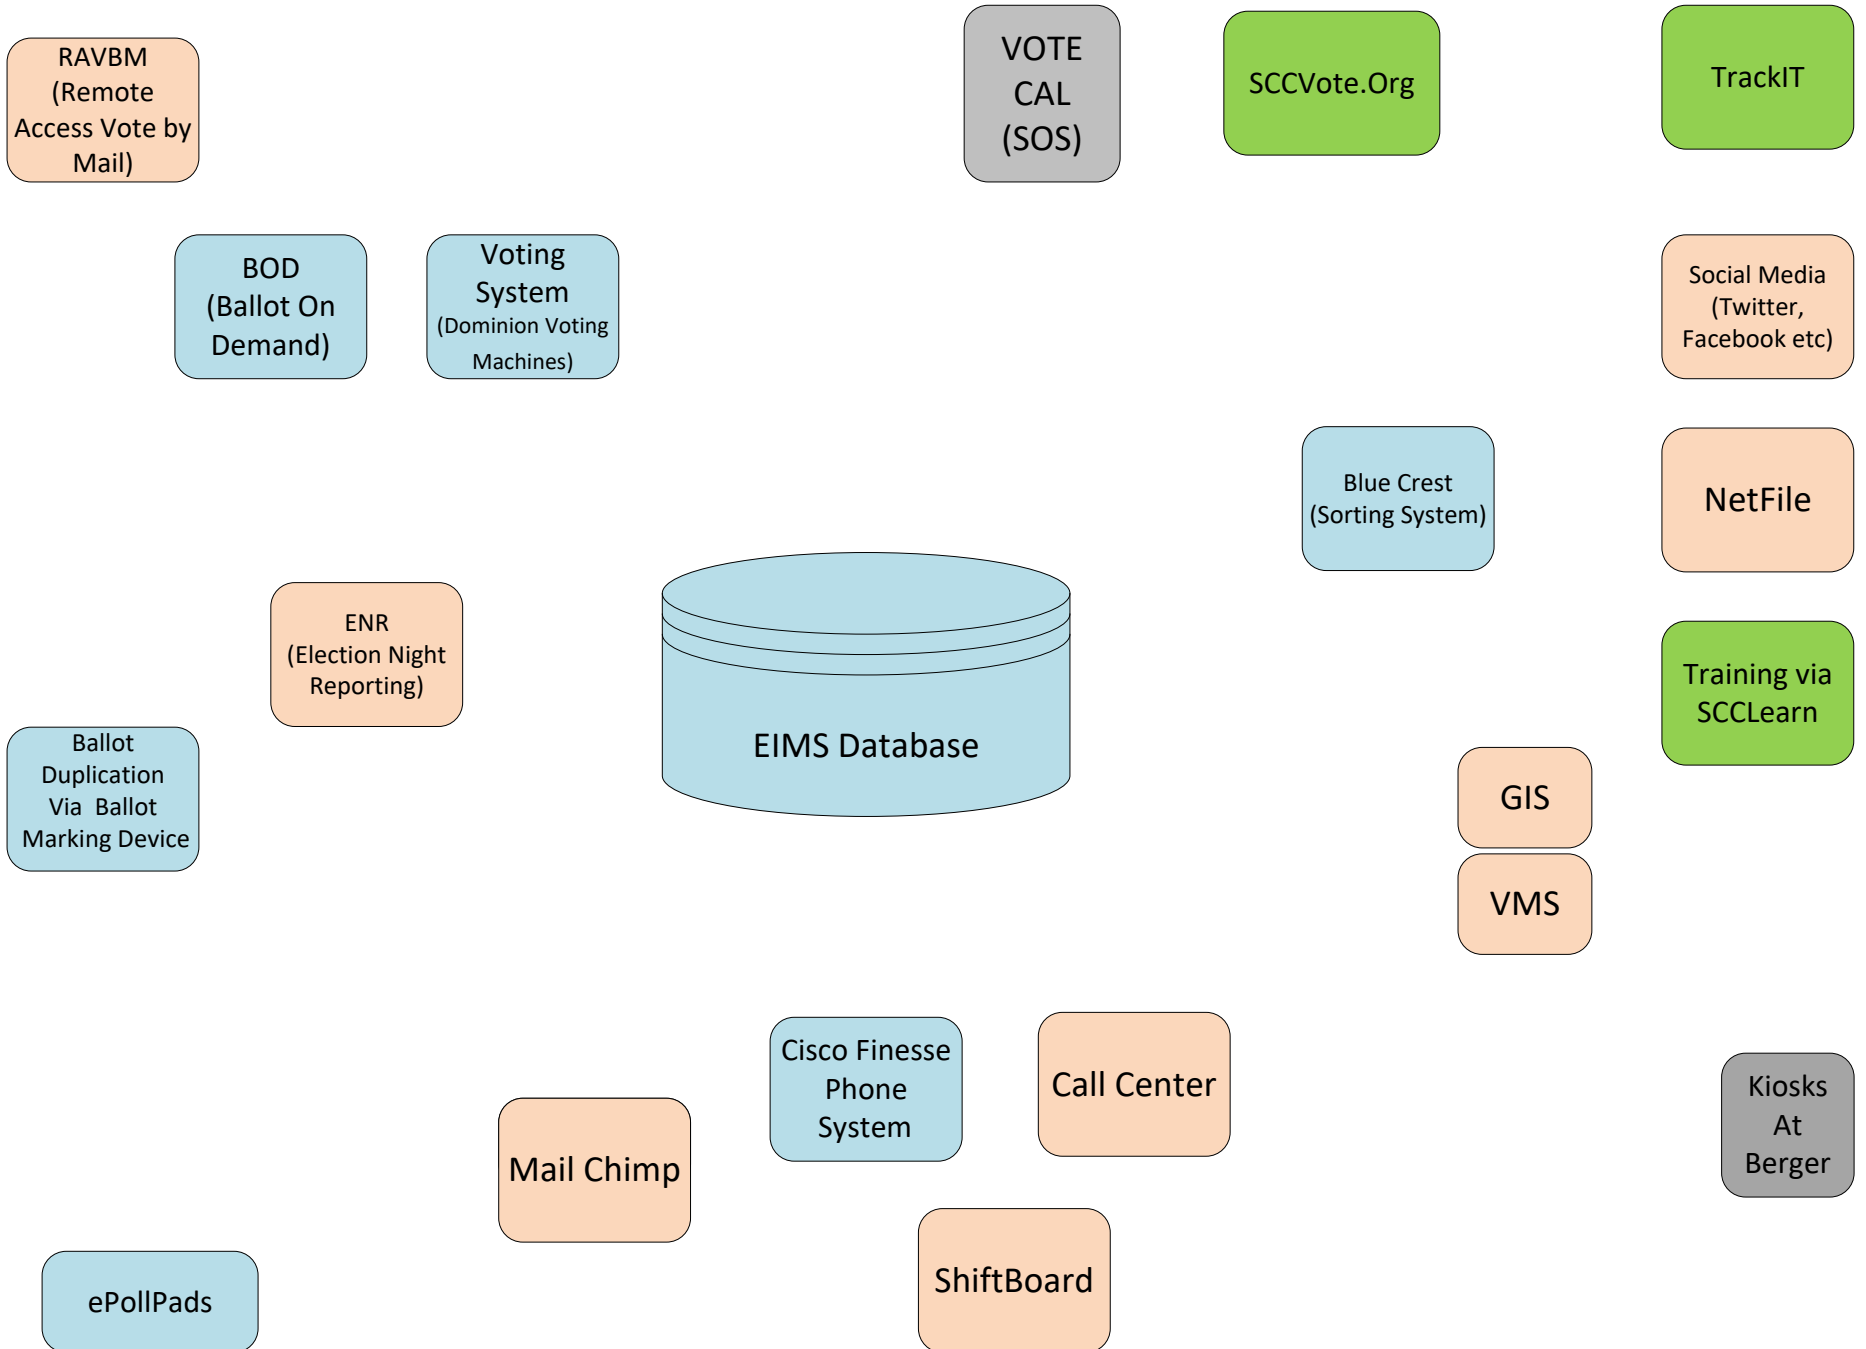 RAVBM
(Remote
Access Vote by
Mail)
VOTE
CAL
(SOS)
SCCVote.Org
TrackIT
BOD
(Ballot On
Demand)
Voting
System
(Dominion Voting
Machines)
Social Media
(Twitter,
Facebook etc)
Blue Crest
(Sorting System)
NetFile
ENR
(Election Night
Reporting)
EIMS Database
Training via
SCCLearn
Ballot
Duplication
Via Ballot
Marking Device
GIS
VMS
Cisco Finesse
Phone
System
Call Center
Kiosks
At
Berger
Mail Chimp
ShiftBoard
ePollPads